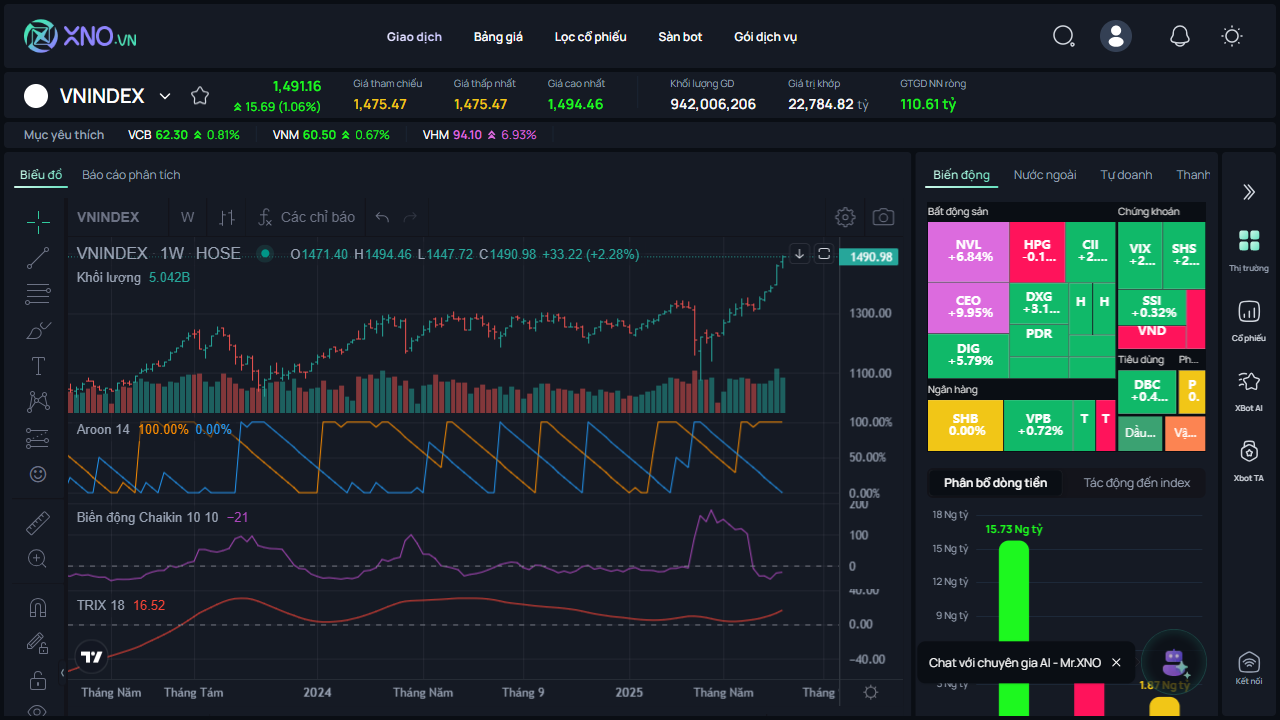 XNO.VN
Giao dịch Bảng giá Lọc cổ phiếu Sàn bot Gói dịch vụ
VNINDEX
1,491.16
15.69 (1.06%)
Giá tham chiếu
1,475.47
Giá thấp nhất
1,475.47
Giá cao nhất
1,494.46
Khối lượng GD
942,006,206
Giá trị khớp
22,784.82 tỷ
GTGD NN ròng
110.61 tỷ
Mục yêu thích VCB 62.30 0.81% VNM 60.50 0.67% VHM 94.10 6.93%
Biểu đồ Báo cáo phân tích
VNINDEX W Các chỉ báo
VNINDEX 1W HOSE O1471.40 H1494.46 L1447.72 C1490.98 +33.22 (+2.28%)
Khối lượng 5.042B
1490.98
1300.00
1100.00
Aroon 14 100.00% 0.00%
100.00%
50.00%
0.00%
Biến động Chaikin 10 10 −21
200
100
0
TRIX 18 16.52
40.00
0.00
−40.00
Tháng Năm Tháng Tám 2024 Tháng Năm Tháng 9 2025 Tháng Năm Tháng
Biến động Nước ngoài Tự doanh Thanh
Bất động sản
NVL
+6.84%
HPG
-0.1...
CII
+2....
CEO
+9.95%
DXG
+3.1...
H
H
PDR
DIG
+5.79%
Chứng khoán
VIX
+2...
SHS
+2...
SSI
+0.32%
VND
Tiêu dùng
DBC
+0.4...
Ph...
P
0.
Ngân hàng
SHB
0.00%
VPB
+0.72%
T
T
Dầu...
Vậ...
Phân bổ dòng tiền Tác động đến index
18 Ng tỷ
15.73 Ng tỷ
15 Ng tỷ
12 Ng tỷ
9 Ng tỷ
Chat với chuyên gia AI - Mr.XNO
1.87 Ng tỷ
Thị trường
Cổ phiếu
XBot AI
Xbot TA
Kết nối